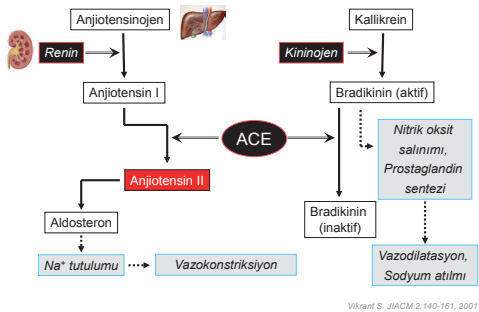 Anjiotensinojen
Kallikrein
Renin
Kininojen
Anjiotensin I
Bradikinin (aktif)
ACE
Nitrik oksit
salınımı,
Prostaglandin
sentezi
Anjiotensin II
Aldosteron
Bradikinin
(inaktif)
Na⁺ tutulumu
Vazokonstriksiyon
Vazodilatasyon,
Sodyum atılmı
Vikrant S. JIACM 2:140-161, 2001